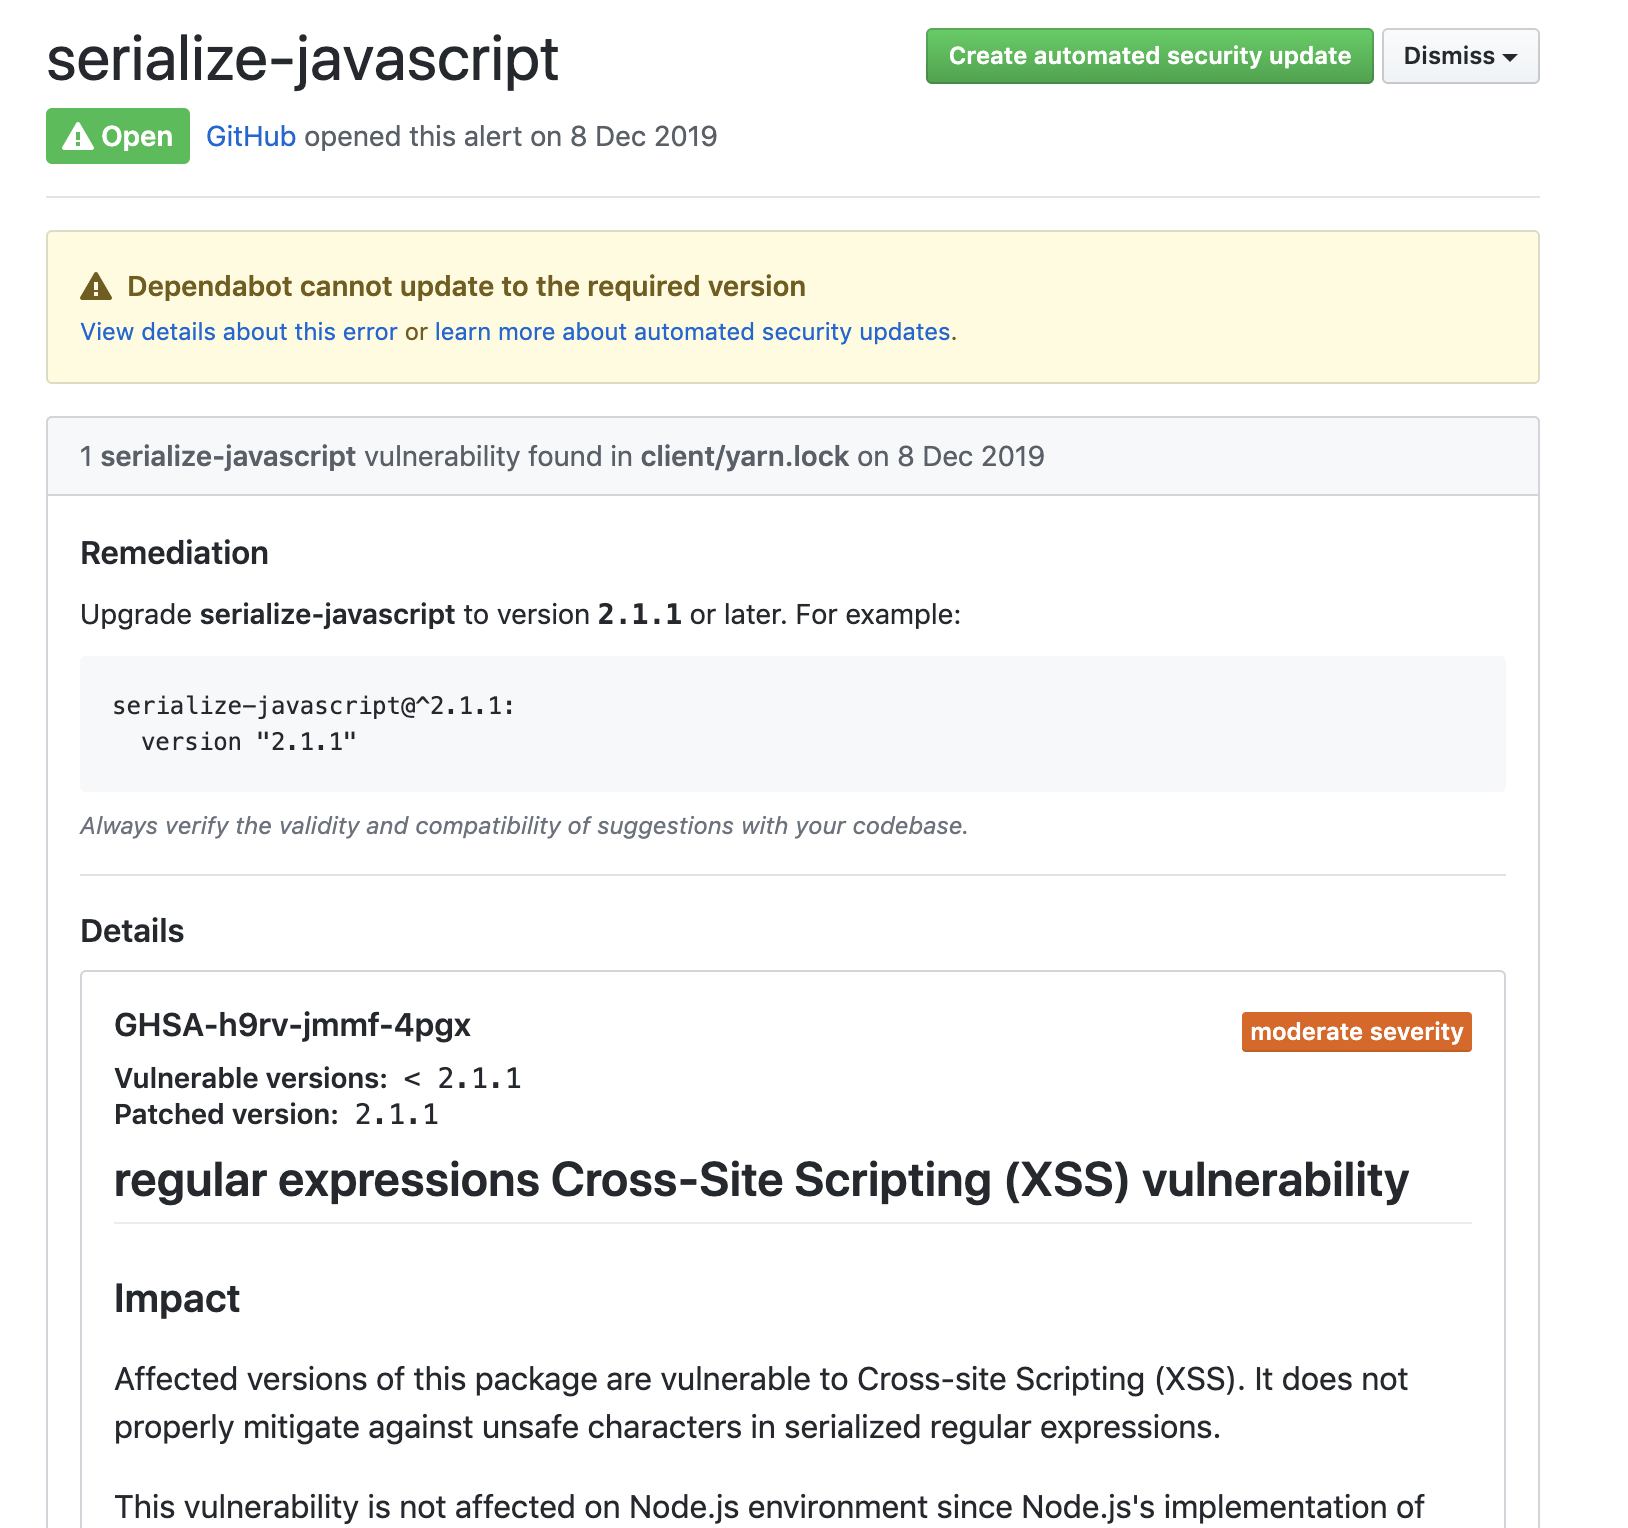 serialize-javascript
Create automated security update
Dismiss
Open
GitHub opened this alert on 8 Dec 2019
Dependabot cannot update to the required version
View details about this error or learn more about automated security updates.
1 serialize-javascript vulnerability found in client/yarn.lock on 8 Dec 2019
Remediation
Upgrade serialize-javascript to version 2.1.1 or later. For example:
serialize-javascript@^2.1.1:
version "2.1.1"
Always verify the validity and compatibility of suggestions with your codebase.
Details
GHSA-h9rv-jmmf-4pgx
moderate severity
Vulnerable versions: < 2.1.1
Patched version: 2.1.1
regular expressions Cross-Site Scripting (XSS) vulnerability
Impact
Affected versions of this package are vulnerable to Cross-site Scripting (XSS). It does not
properly mitigate against unsafe characters in serialized regular expressions.
This vulnerability is not affected on Node.js environment since Node.js's implementation of